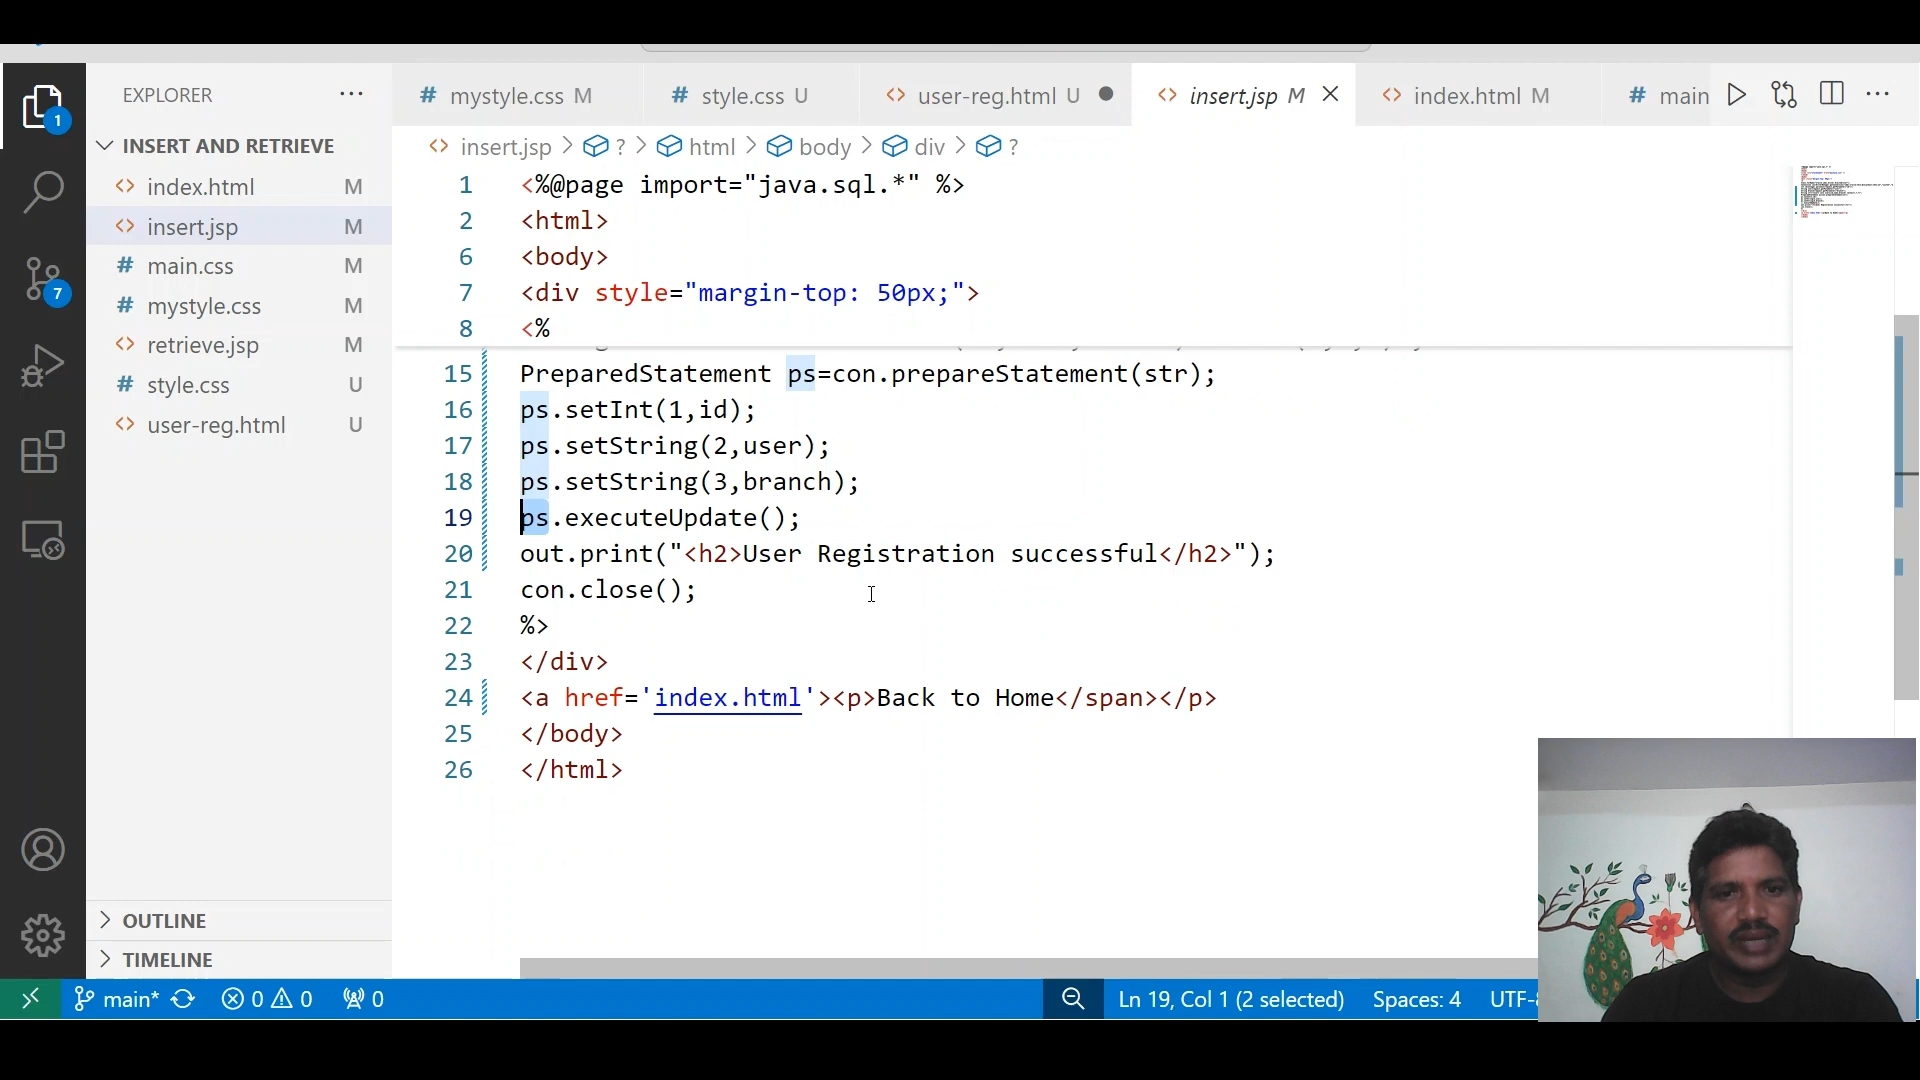 EXPLORER ...
mystyle.css M
style.css U
user-reg.html U
insert.jsp M
index.html M
main
INSERT AND RETRIEVE
index.html M
insert.jsp M
main.css M
mystyle.css M
retrieve.jsp M
style.css U
user-reg.html U
OUTLINE
TIMELINE
1
7
insert.jsp > ? > html > body > div > ?
1 <%@page import="java.sql.*" %>
2 <html>
6 <body>
7 <div style="margin-top: 50px;">
8 <%
15 PreparedStatement ps=con.prepareStatement(str);
16 ps.setInt(1,id);
17 ps.setString(2,user);
18 ps.setString(3,branch);
19 ps.executeUpdate();
20 out.print("<h2>User Registration successful</h2>");
21 con.close();
22 %>
23 </div>
24 <a href='index.html'><p>Back to Home</span></p>
25 </body>
26 </html>
main* 0 0 0
Ln 19, Col 1 (2 selected) Spaces: 4 UTF-